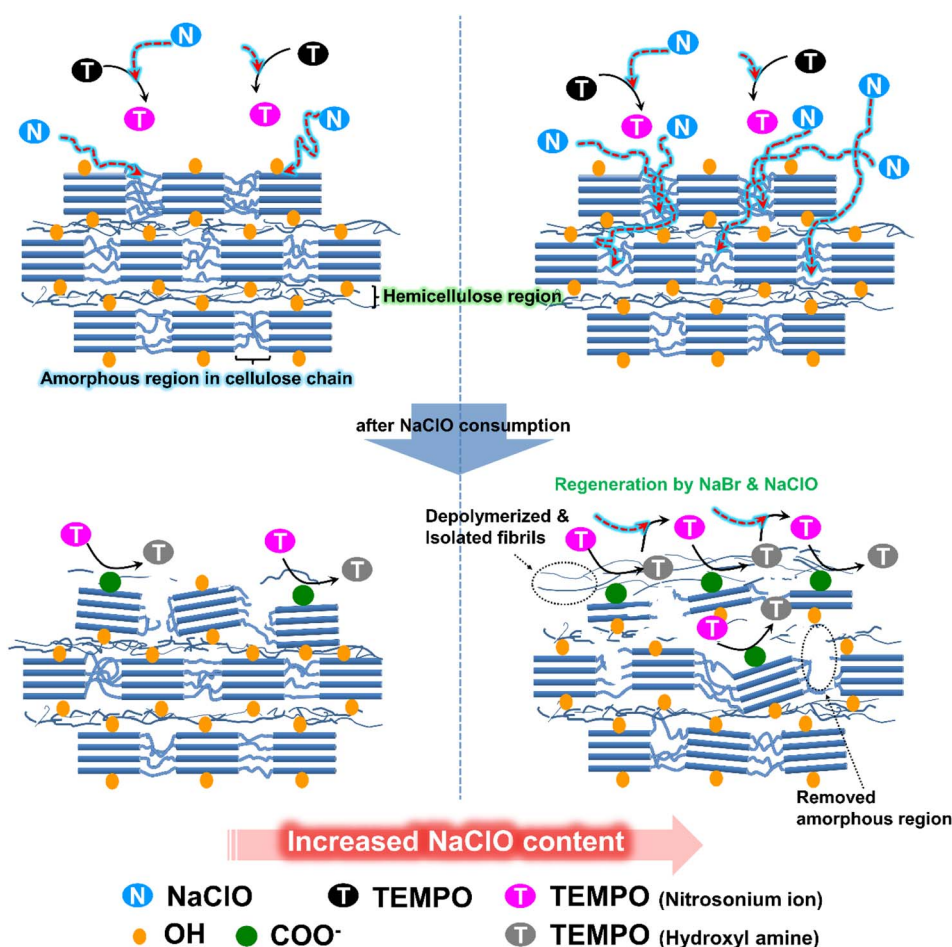 N
T
T
T
T
N
N
N
T
T
T
T
N
N
N
N
N
Hemicellulose region
Amorphous region in cellulose chain
after NaClO consumption
Regeneration by NaBr & NaClO
Depolymerized &
Isolated fibrils
T
T
T
T
T
T
T
T
T
T
T
T
Removed
amorphous region
Increased NaClO content
N NaClO
T TEMPO
T TEMPO (Nitrosonium ion)
OH
COO⁻
T TEMPO (Hydroxyl amine)